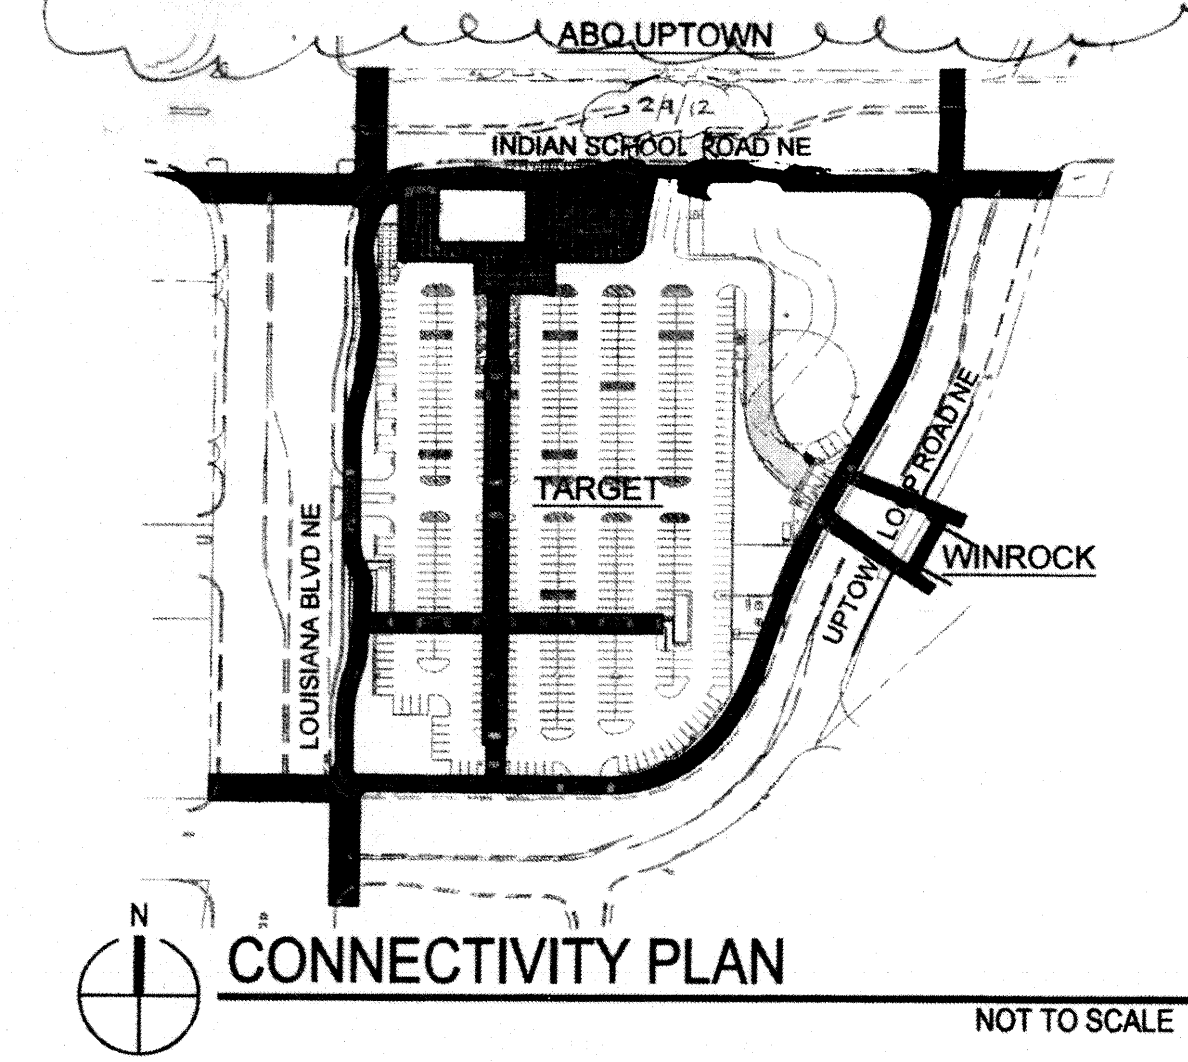 ABQ UPTOWN
2/9/12
INDIAN SCHOOL ROAD NE
TARGET
LOUISIANA BLVD NE
UPTOWN LOOP ROAD NE
WINROCK
N
CONNECTIVITY PLAN
NOT TO SCALE